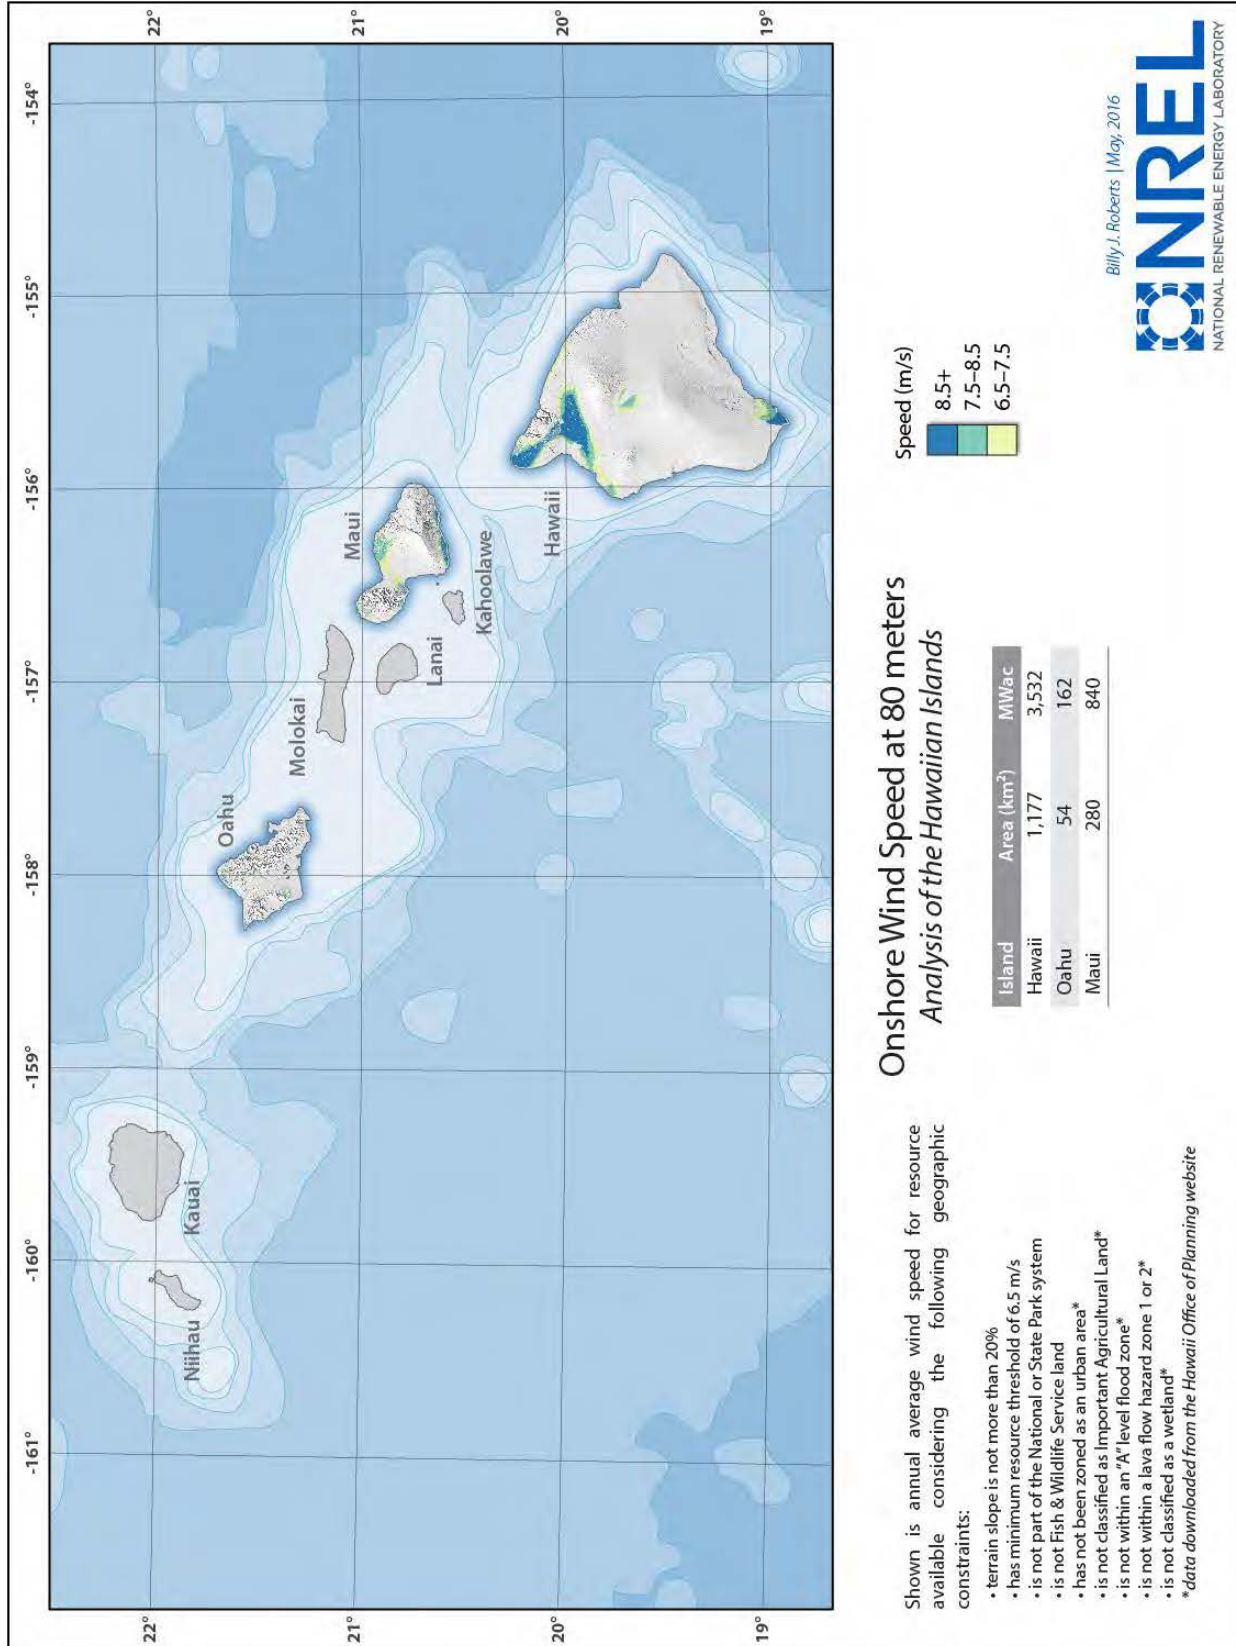 -161°
-160°
-159°
-158°
-157°
-156°
-155°
-154°
22°
22°
21°
21°
20°
20°
19°
19°
Niihau
Kauai
Oahu
Molokai
Lanai
Maui
Kahoolawe
Hawaii
Shown is annual average wind speed for resource
available considering the following geographic
constraints:
• terrain slope is not more than 20%
• has minimum resource threshold of 6.5 m/s
• is not part of the National or State Park system
• is not Fish & Wildlife Service land
• has not been zoned as an urban area*
• is not classified as Important Agricultural Land*
• is not within an "A" level flood zone*
• is not within a lava flow hazard zone 1 or 2*
• is not classified as a wetland*
*data downloaded from the Hawaii Office of Planning website
Onshore Wind Speed at 80 meters
Analysis of the Hawaiian Islands
Island Area (km²) MWac
Hawaii 1,177 3,532
Oahu 54 162
Maui 280 840
Speed (m/s)
8.5+
7.5–8.5
6.5–7.5
Billy J. Roberts | May, 2016
NREL
NATIONAL RENEWABLE ENERGY LABORATORY